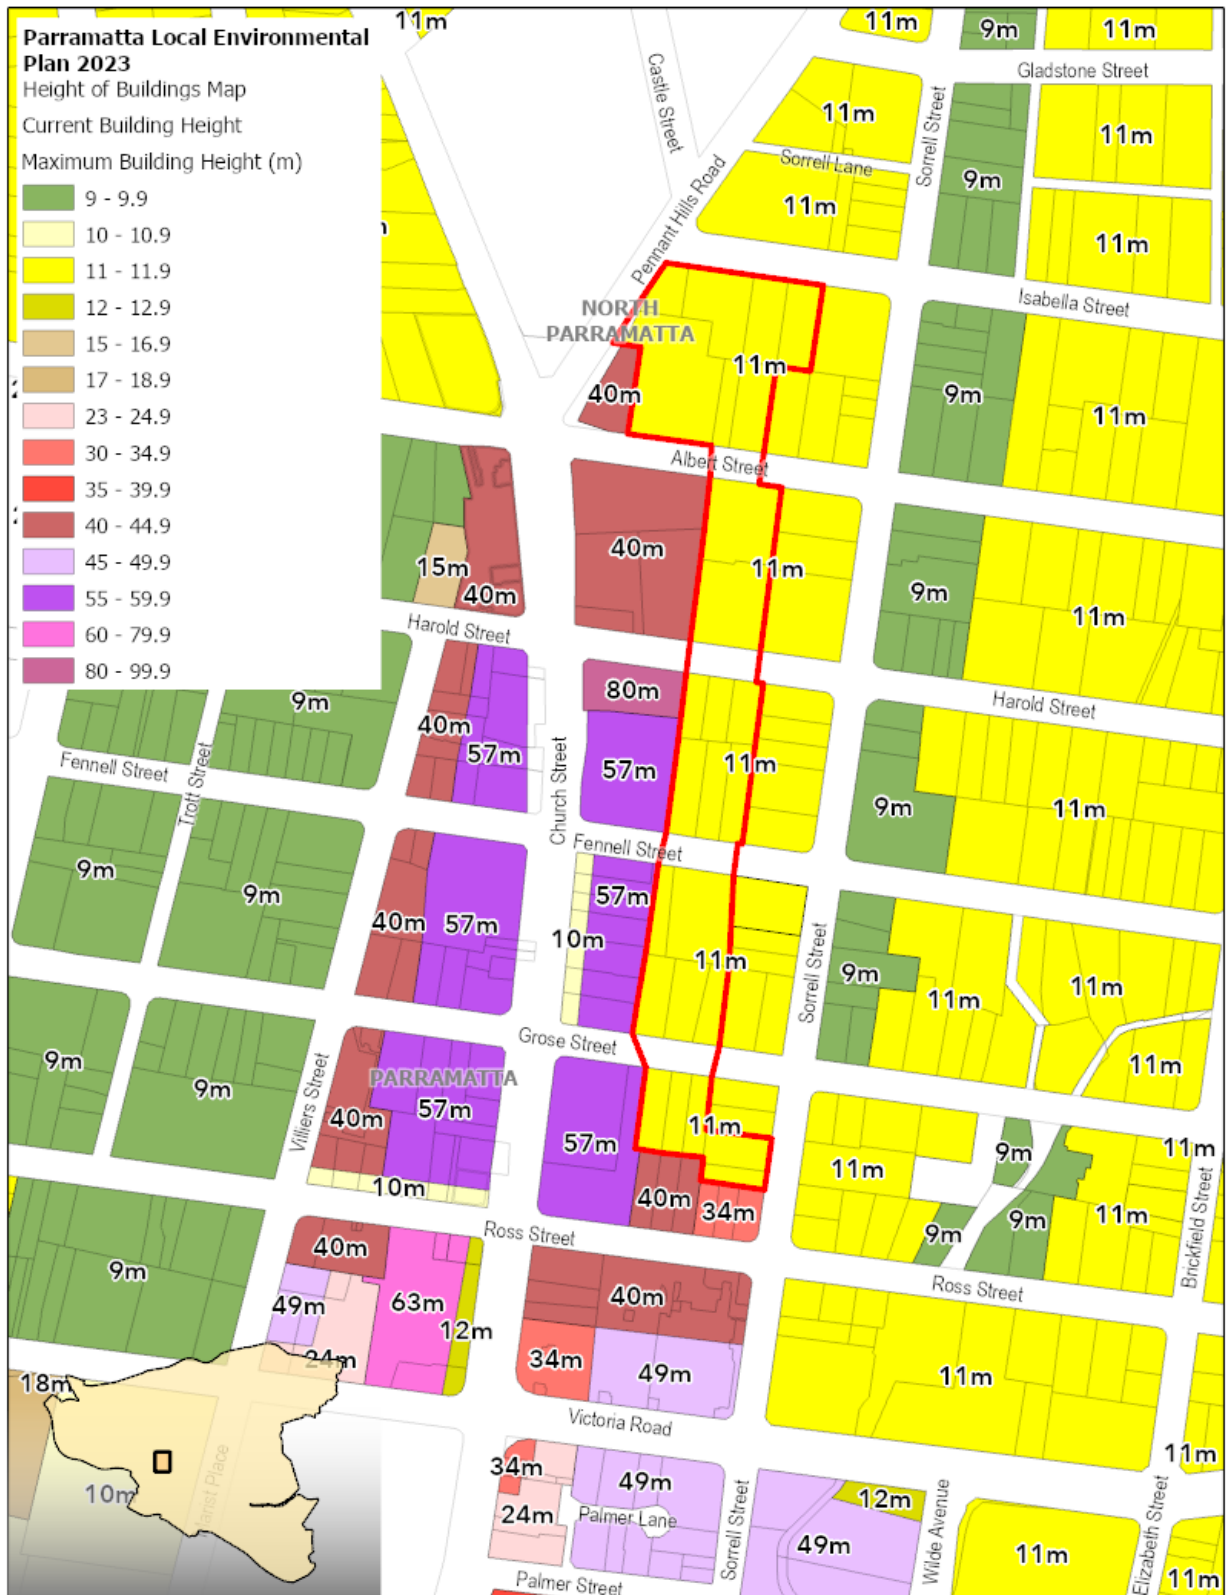 Parramatta Local Environmental
Plan 2023
Height of Buildings Map
Current Building Height
Maximum Building Height (m)
9 - 9.9
10 - 10.9
11 - 11.9
12 - 12.9
15 - 16.9
17 - 18.9
23 - 24.9
30 - 34.9
35 - 39.9
40 - 44.9
45 - 49.9
55 - 59.9
60 - 79.9
80 - 99.9
11m
11m
9m
11m
Gladstone Street
Castle Street
11m
Sorrell Street
11m
Sorrell Lane
9m
11m
Pennant Hills Road
11m
Isabella Street
NORTH
PARRAMATTA
11m
40m
9m
11m
Albert Street
40m
11m
15m
40m
9m
11m
Harold Street
80m
9m
40m
57m
57m
11m
Harold Street
9m
11m
Fennell Street
Trott Street
Church Street
Fennell Street
9m
9m
40m
57m
57m
10m
11m
Sorrell Street
9m
11m
11m
11m
Grose Street
9m
9m
Villiers Street
PARRAMATTA
40m
57m
57m
11m
11m
9m
11m
10m
40m
34m
9m
9m
11m
Brickfield Street
Ross Street
Ross Street
9m
40m
49m
63m
12m
24m
40m
34m
49m
11m
18m
Victoria Road
11m
10m
Marist Place
34m
24m
49m
Palmer Lane
Sorrell Street
12m
49m
Wilde Avenue
11m
Elizabeth Street
11m
Palmer Street